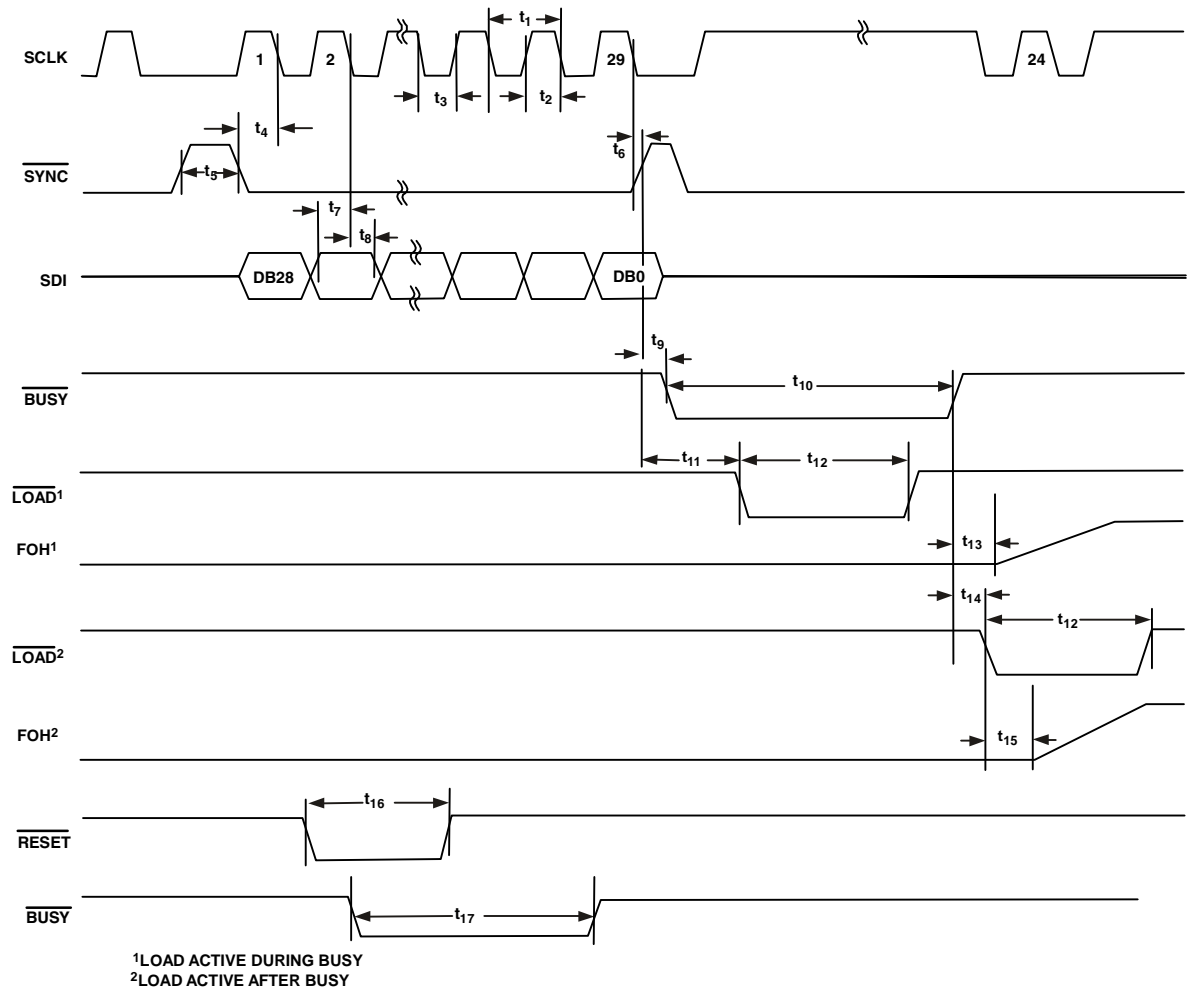 t1
SCLK
1
2
29
24
t3
t2
t4
t6
SYNC
t5
t7
t8
SDI
DB28
DB0
t9
t10
BUSY
t11
t12
LOAD1
FOH1
t13
t14
t12
LOAD2
FOH2
t15
t16
RESET
BUSY
t17
1LOAD ACTIVE DURING BUSY
2LOAD ACTIVE AFTER BUSY